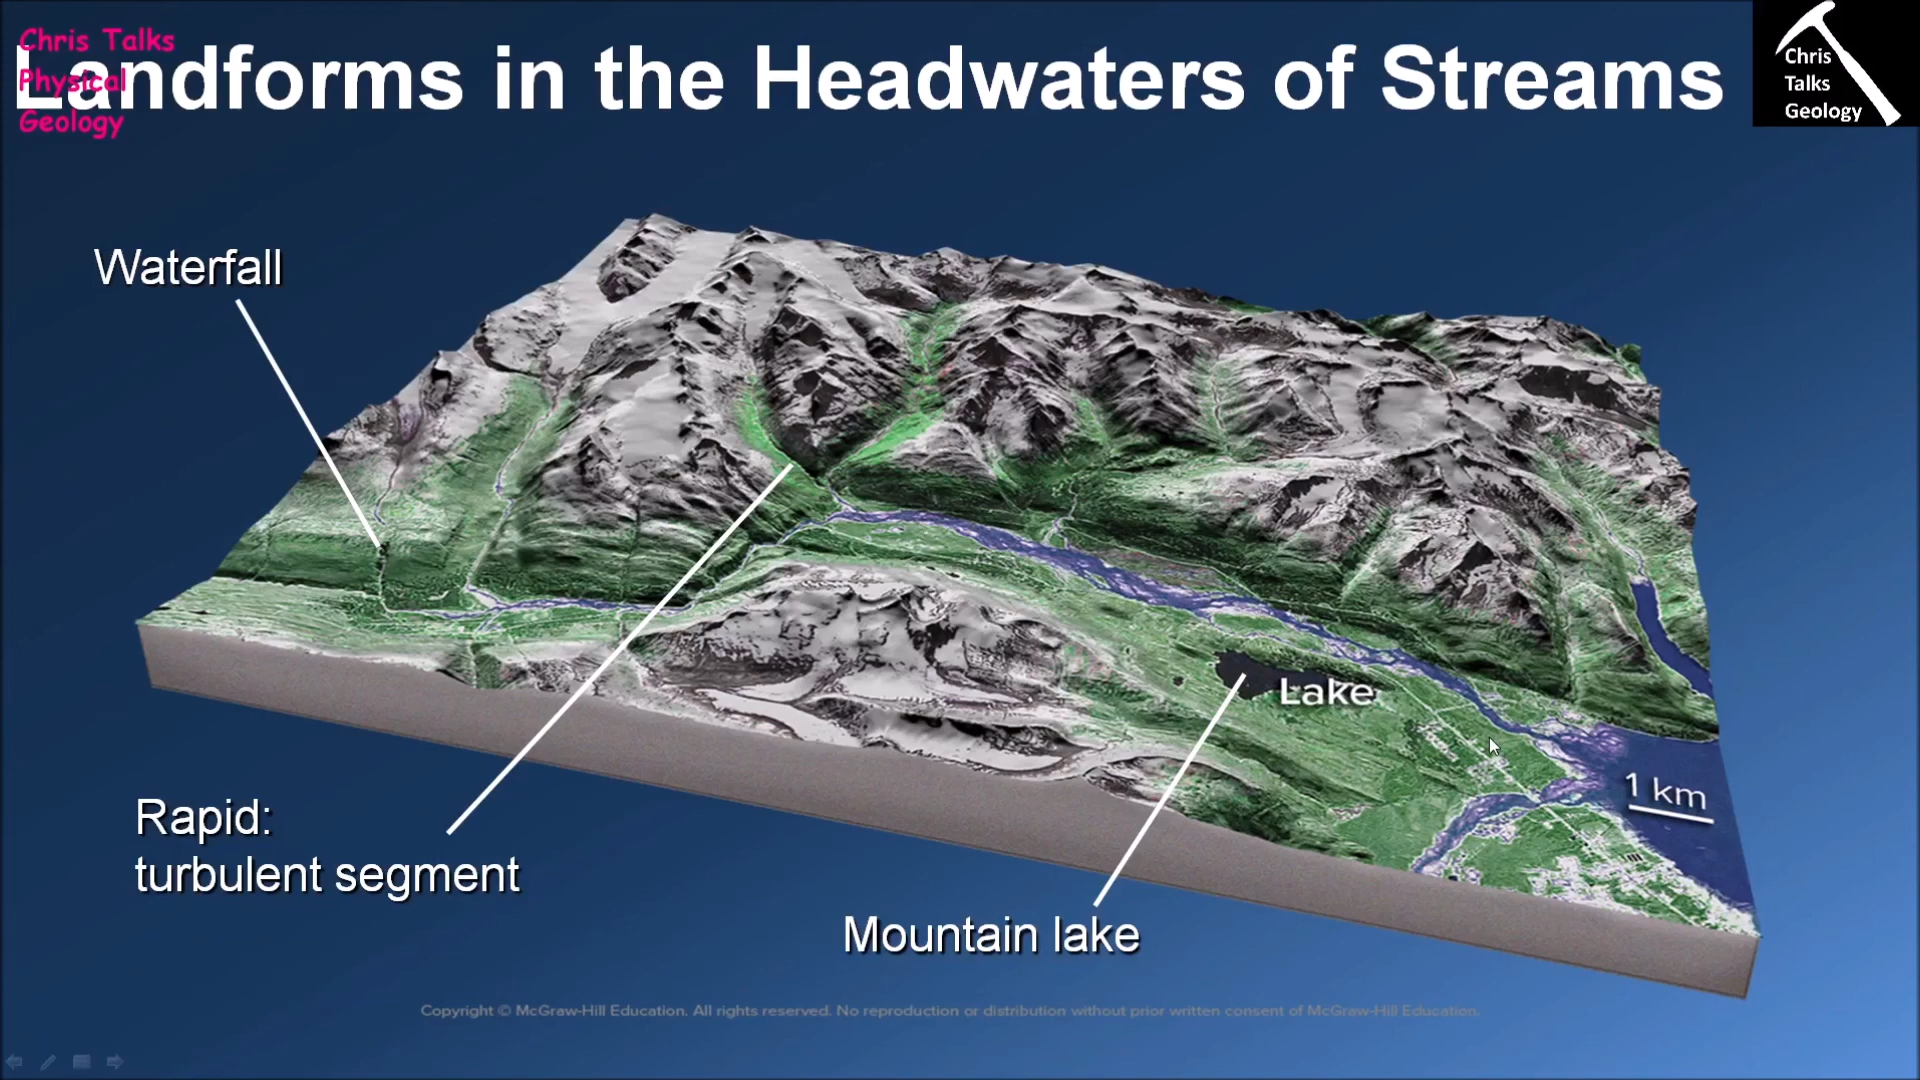 Chris Talks
Physical
Geology
Landforms in the Headwaters of Streams
Chris
Talks
Geology
Waterfall
Lake
1 km
Rapid:
turbulent segment
Mountain lake
Copyright © McGraw-Hill Education. All rights reserved. No reproduction or distribution without prior written consent of McGraw-Hill Education.